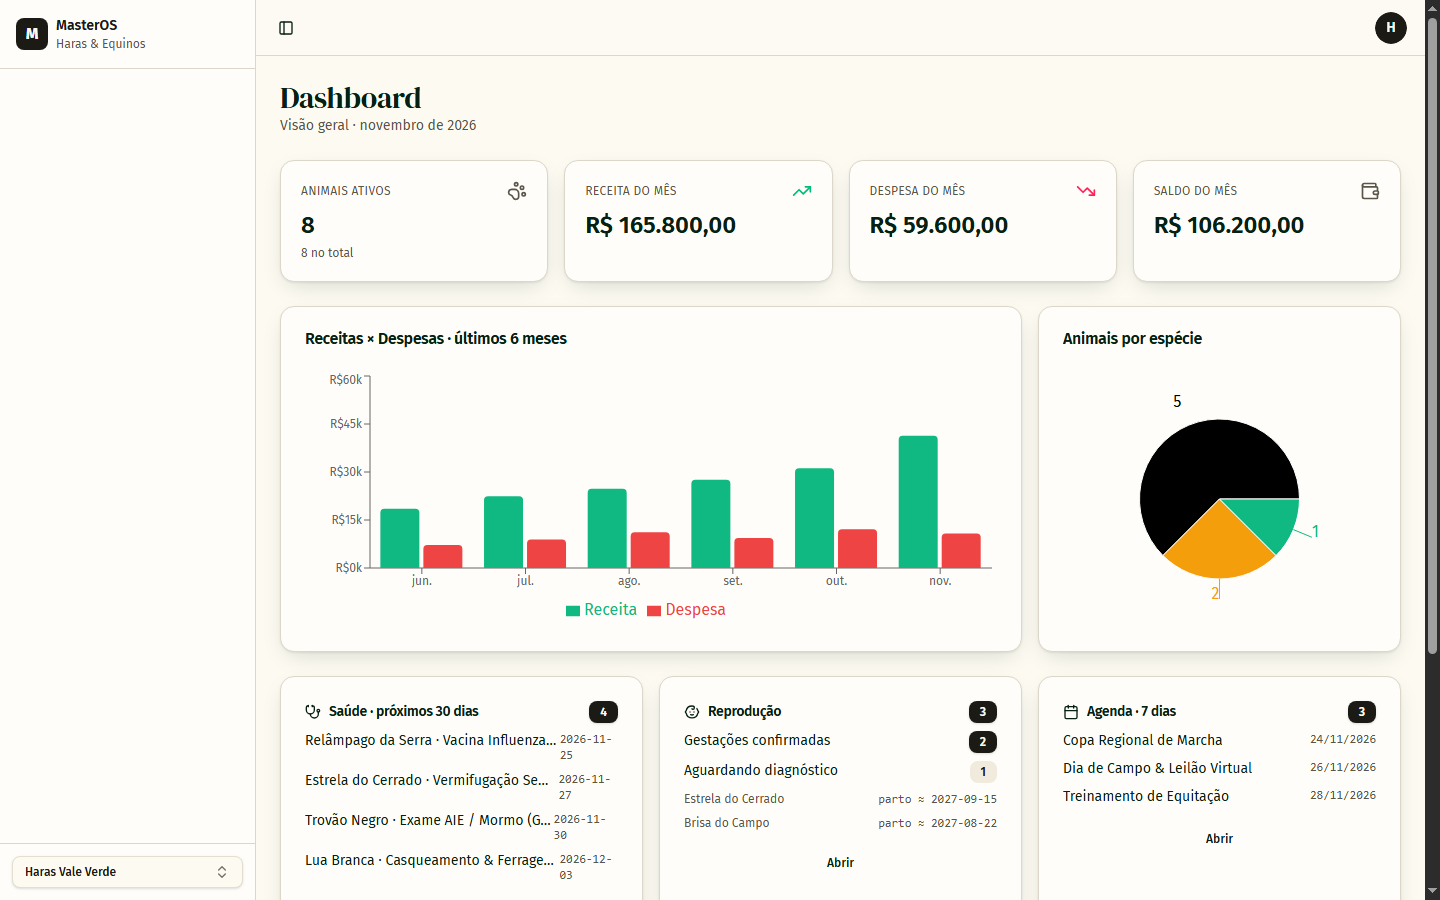 M
MasterOS
Haras & Equinos
H
Dashboard
Visão geral · novembro de 2026
ANIMAIS ATIVOS
8
8 no total
RECEITA DO MÊS
R$ 165.800,00
DESPESA DO MÊS
R$ 59.600,00
SALDO DO MÊS
R$ 106.200,00
Receitas × Despesas · últimos 6 meses
R$60k
R$45k
R$30k
R$15k
R$0k
jun.
jul.
ago.
set.
out.
nov.
Receita
Despesa
Animais por espécie
5
1
2
Saúde · próximos 30 dias
4
Relâmpago da Serra · Vacina Influenza...
2026-11-
25
Estrela do Cerrado · Vermifugação Se...
2026-11-
27
Trovão Negro · Exame AIE / Mormo (G...
2026-11-
30
Lua Branca · Casqueamento & Ferrage...
2026-12-
03
Reprodução
3
Gestações confirmadas
2
Aguardando diagnóstico
1
Estrela do Cerrado
parto ≈ 2027-09-15
Brisa do Campo
parto ≈ 2027-08-22
Abrir
Agenda · 7 dias
3
Copa Regional de Marcha
24/11/2026
Dia de Campo & Leilão Virtual
26/11/2026
Treinamento de Equitação
28/11/2026
Abrir
Haras Vale Verde